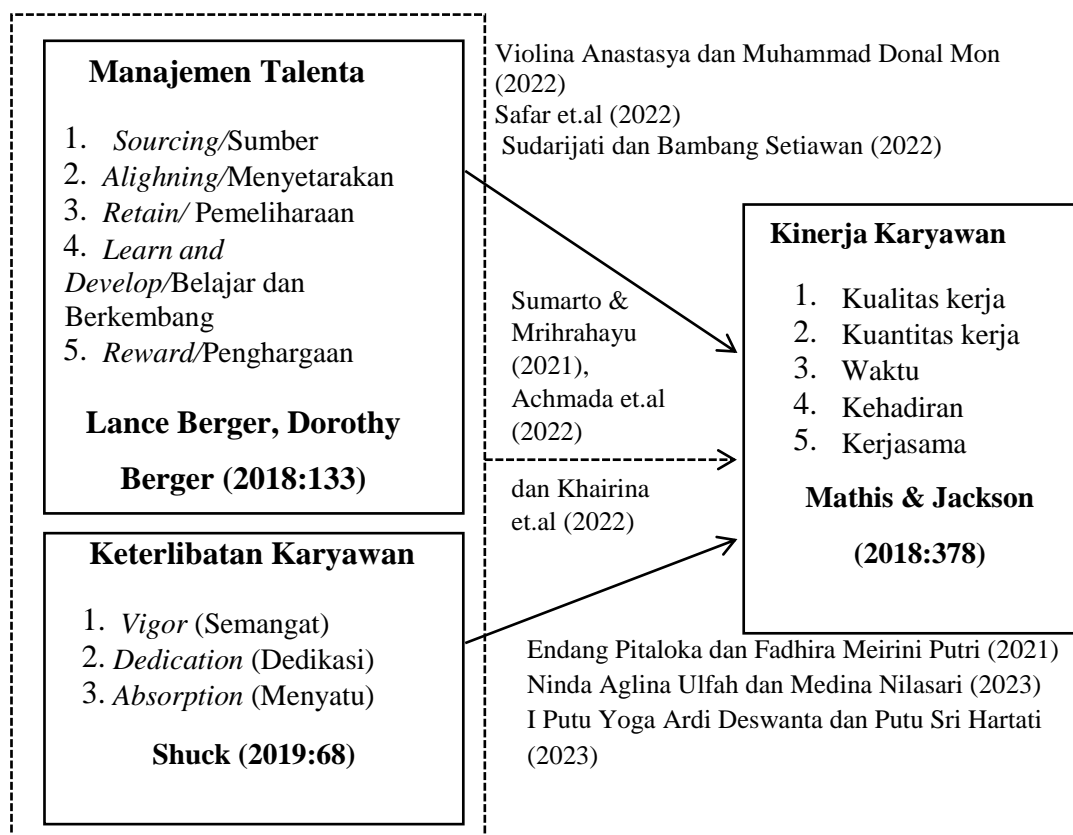 Manajemen Talenta
1. Sourcing/Sumber
2. Alighning/Menyetarakan
3. Retain/ Pemeliharaan
4. Learn and
Develop/Belajar dan
Berkembang
5. Reward/Penghargaan
Lance Berger, Dorothy
Berger (2018:133)
Keterlibatan Karyawan
1. Vigor (Semangat)
2. Dedication (Dedikasi)
3. Absorption (Menyatu)
Shuck (2019:68)
Violina Anastasya dan Muhammad Donal Mon
(2022)
Safar et.al (2022)
Sudarijati dan Bambang Setiawan (2022)
Sumarto &
Mrihrahayu
(2021),
Achmada et.al
(2022)
dan Khairina
et.al (2022)
Endang Pitaloka dan Fadhira Meirini Putri (2021)
Ninda Aglina Ulfah dan Medina Nilasari (2023)
I Putu Yoga Ardi Deswanta dan Putu Sri Hartati
(2023)
Kinerja Karyawan
1. Kualitas kerja
2. Kuantitas kerja
3. Waktu
4. Kehadiran
5. Kerjasama
Mathis & Jackson
(2018:378)